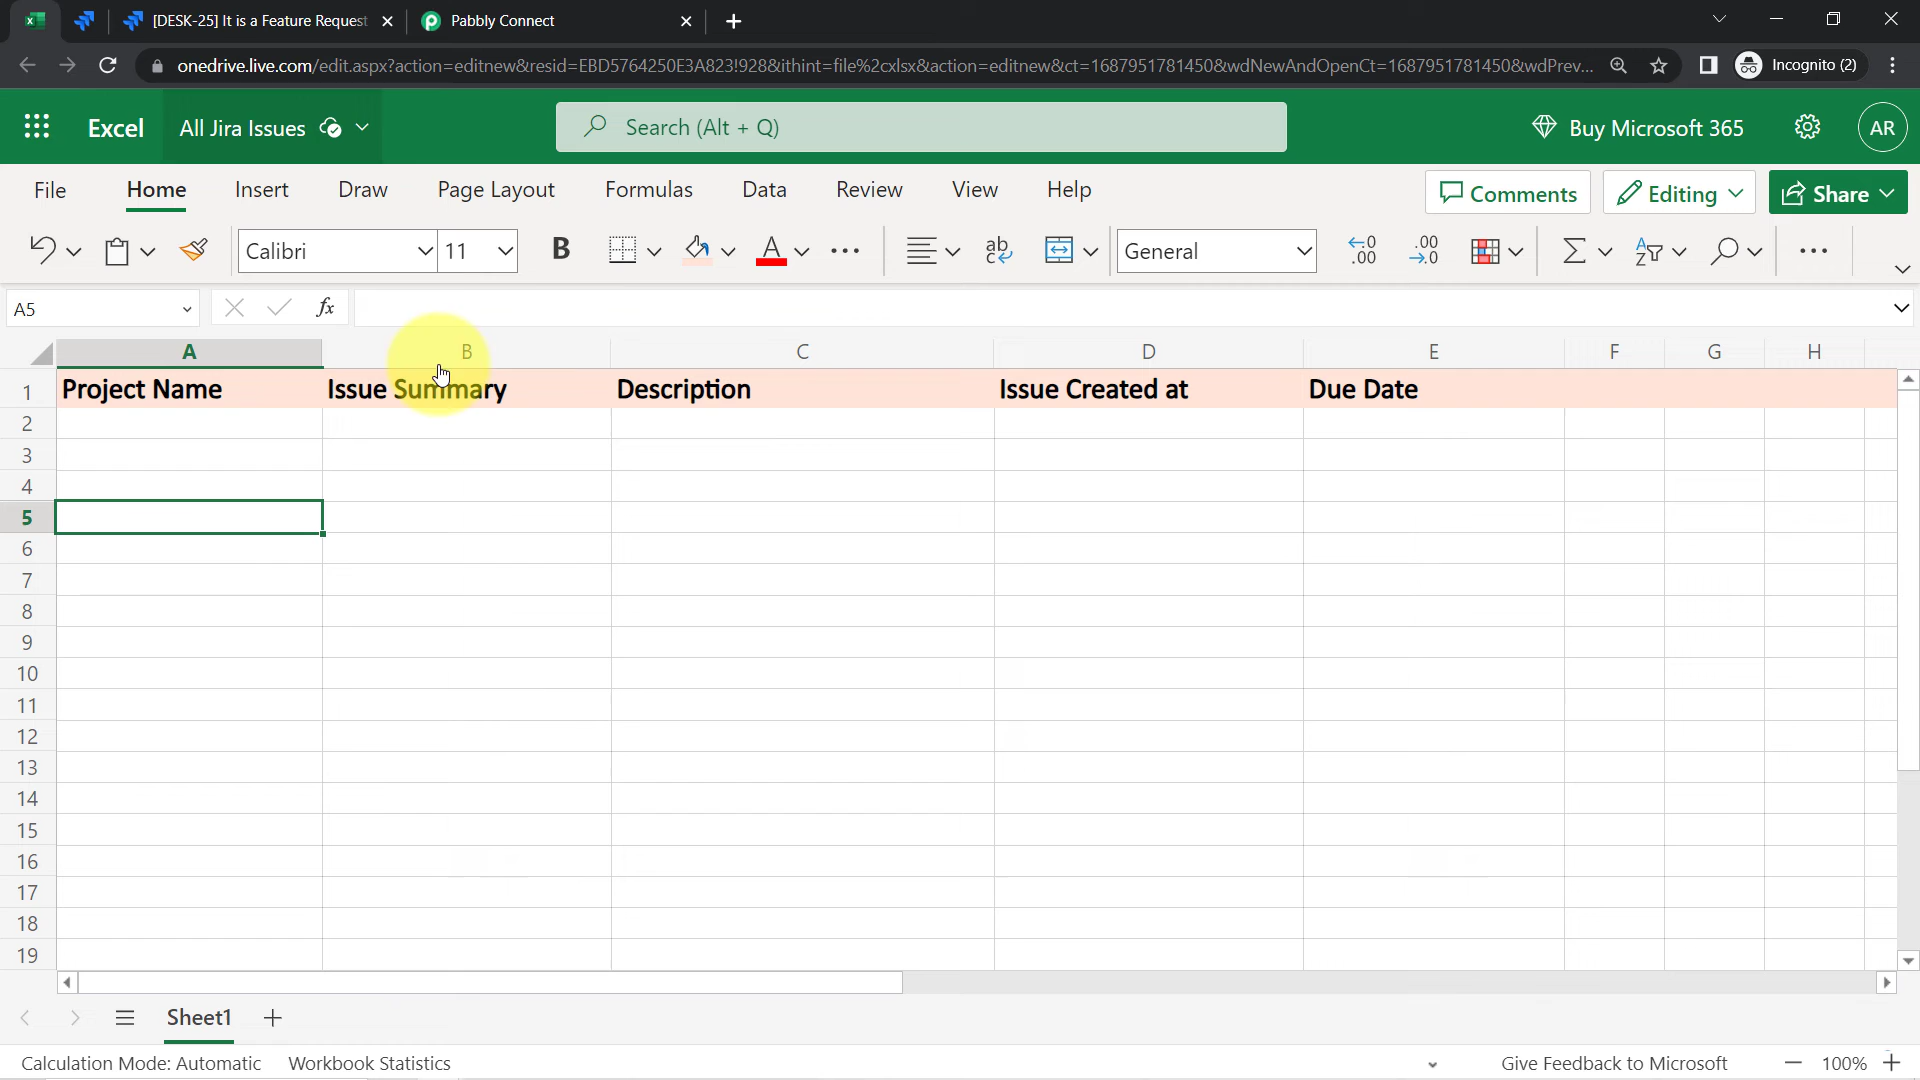 [DESK-25] It is a Feature Request
Pabbly Connect
onedrive.live.com/edit.aspx?action=editnew&resid=EBD5764250E3A823!928&ithint=file%2cxlsx&action=editnew&ct=1687951781450&wdNewAndOpenCt=1687951781450&wdPrev...
Incognito (2)
Excel
All Jira Issues
Search (Alt + Q)
Buy Microsoft 365
AR
File Home Insert Draw Page Layout Formulas Data Review View Help
Comments
Editing
Share
Calibri 11 B A ab c General ←0 .00 .00 →0
A5 fx
A B C D E F G H
1 Project Name Issue Summary Description Issue Created at Due Date
2
3
4
5
6
7
8
9
10
11
12
13
14
15
16
17
18
19
Sheet1
Calculation Mode: Automatic Workbook Statistics Give Feedback to Microsoft 100%